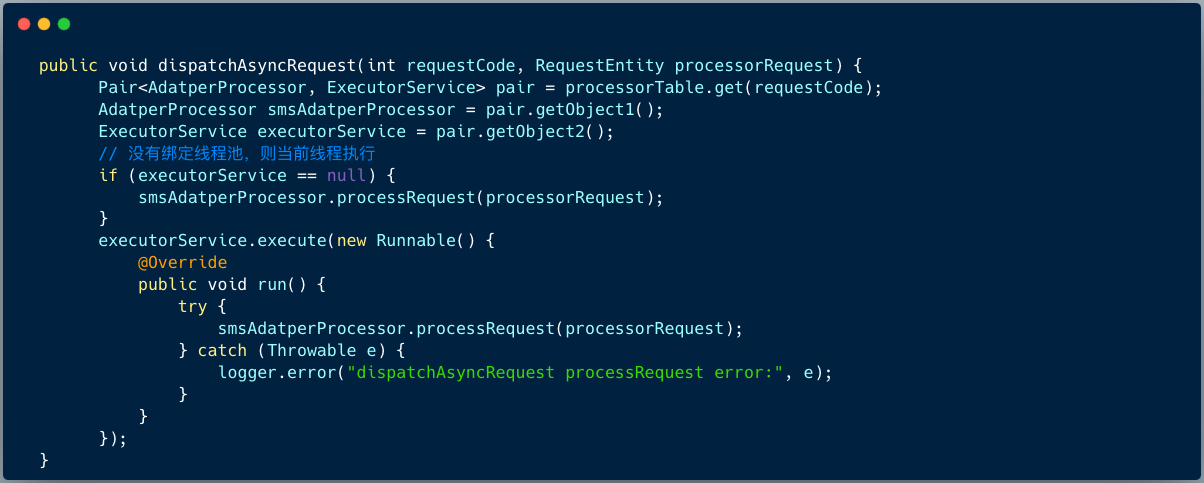 public void dispatchAsyncRequest(int requestCode, RequestEntity processorRequest) {
Pair<AdatperProcessor, ExecutorService> pair = processorTable.get(requestCode);
AdatperProcessor smsAdatperProcessor = pair.getObject1();
ExecutorService executorService = pair.getObject2();
// 没有绑定线程池，则当前线程执行
if (executorService == null) {
smsAdatperProcessor.processRequest(processorRequest);
}
executorService.execute(new Runnable() {
@Override
public void run() {
try {
smsAdatperProcessor.processRequest(processorRequest);
} catch (Throwable e) {
logger.error("dispatchAsyncRequest processRequest error:", e);
}
}
});
}